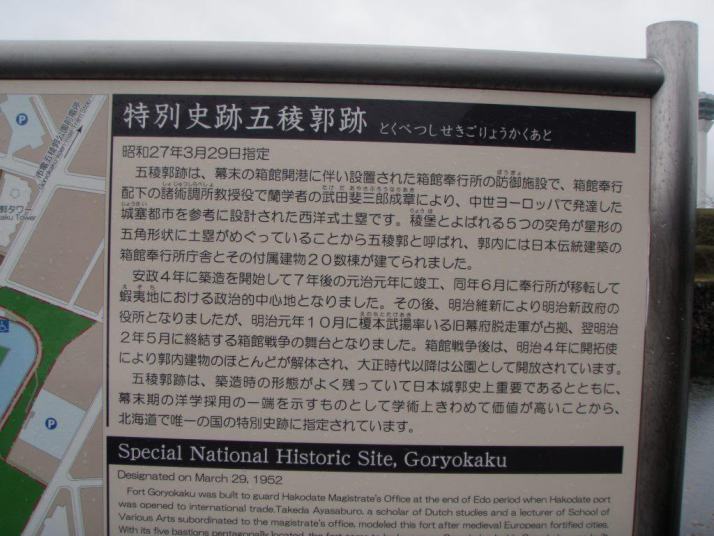 特別史跡五稜郭跡 とくべつしせきごりょうかくあと
昭和27年3月29日指定
五稜郭跡は、幕末の箱館開港に伴い設置された箱館奉行所の防御施設で、箱館奉行
配下の諸術調所教授役で蘭学者の武田斐三郎成章により、中世ヨーロッパで発達した
城塞都市を参考に設計された西洋式土塁です。稜堡とよばれる5つの突角が星形の
五角形状に土塁がめぐっていることから五稜郭と呼ばれ、郭内には日本伝統建築の
箱館奉行所庁舎とその付属建物20数棟が建てられました。
安政4年に築造を開始して7年後の元治元年に竣工、同年6月に奉行所が移転して
蝦夷地における政治的中心地となりました。その後、明治維新により明治新政府の
役所となりましたが、明治元年10月に榎本武揚率いる旧幕府脱走軍が占拠、翌明治
2年5月に終結する箱館戦争の舞台となりました。箱館戦争後は、明治4年に開拓使
により郭内建物のほとんどが解体され、大正時代以降は公園として開放されています。
五稜郭跡は、築造時の形態がよく残っていて日本城郭史上重要であるとともに、
幕末期の洋学採用の一端を示すものとして学術上きわめて価値が高いことから、
北海道で唯一の国の特別史跡に指定されています。
Special National Historic Site, Goryokaku
Designated on March 29, 1952
Fort Goryokaku was built to guard Hakodate Magistrate's Office at the end of Edo period when Hakodate port
was opened to international trade.Takeda Ayasaburo, a scholar of Dutch studies and a lecturer of School of
Various Arts subordinated to the magistrate's office, modeled this fort after medieval European fortified cities.
市電五稜郭公園前電停
郭タワー
ku Tower
P
P